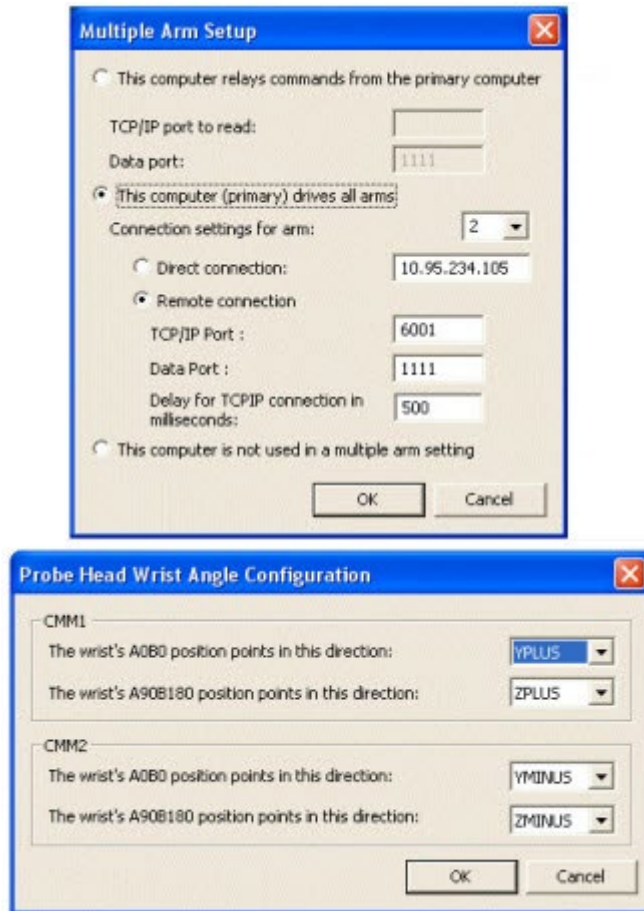 Multiple Arm Setup
This computer relays commands from the primary computer
TCP/IP port to read:
Data port: 1111
This computer (primary) drives all arms
Connection settings for arm: 2
Direct connection: 10.95.234.105
Remote connection
TCP/IP Port : 6001
Data Port : 1111
Delay for TCPIP connection in
milliseconds: 500
This computer is not used in a multiple arm setting
OK Cancel
Probe Head Wrist Angle Configuration
CMM1
The wrist's A0B0 position points in this direction: YPLUS
The wrist's A90B180 position points in this direction: ZPLUS
CMM2
The wrist's A0B0 position points in this direction: YMINUS
The wrist's A90B180 position points in this direction: ZMINUS
OK Cancel